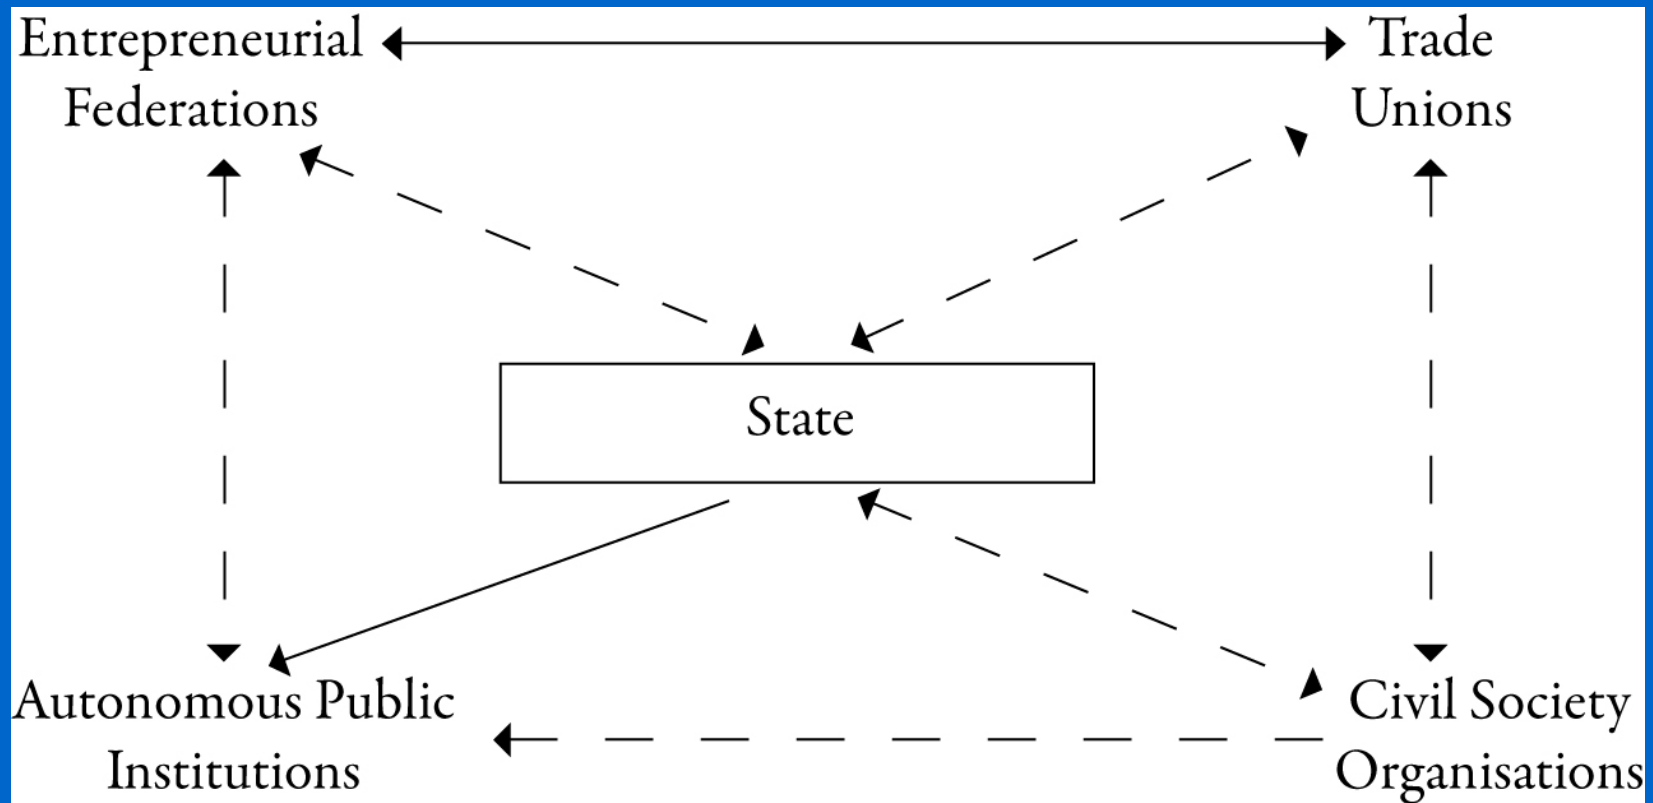 Entrepreneurial
Federations
Trade
Unions
State
Autonomous Public
Institutions
Civil Society
Organisations